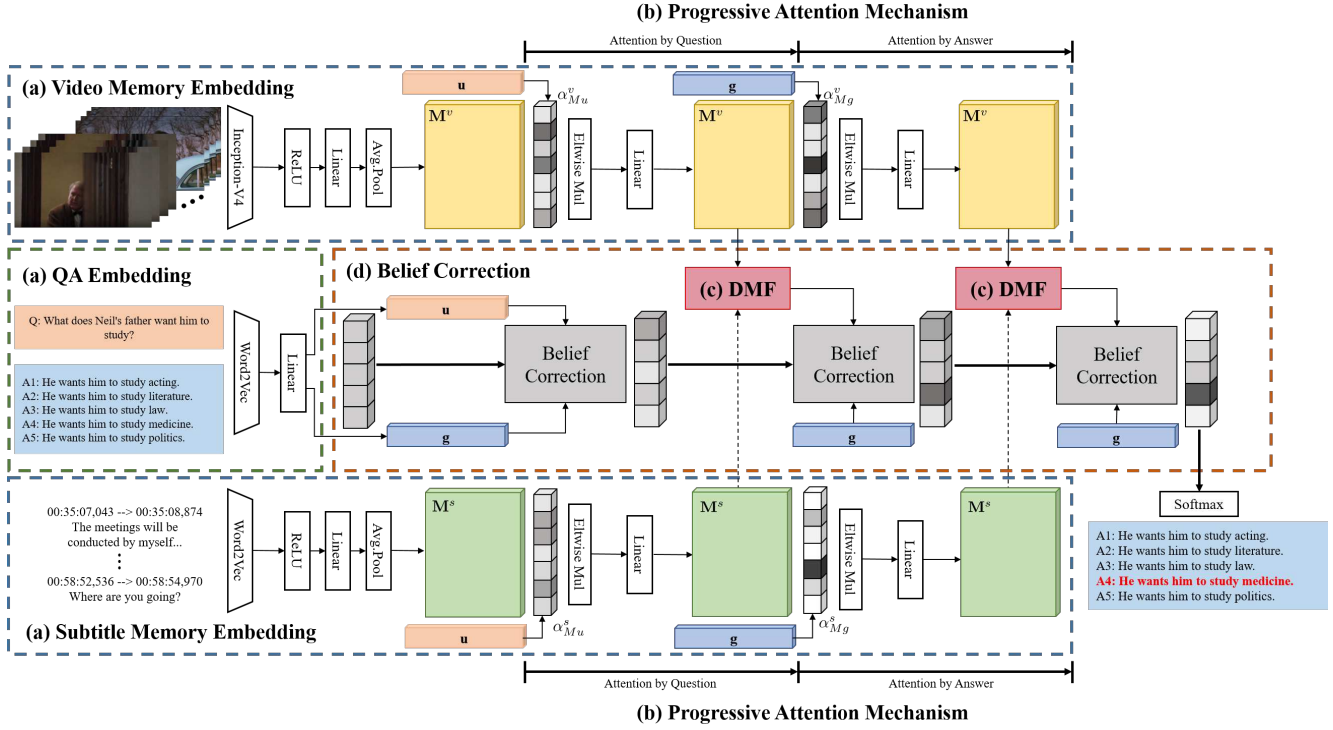 (b) Progressive Attention Mechanism
Attention by Question
Attention by Answer
(a) Video Memory Embedding
u
α^v_{Mu}
g
α^v_{Mg}
M^v
M^v
M^v
Inception-V4
ReLU
Linear
Avg.Pool
Eltwise Mul
Linear
Eltwise Mul
Linear
(a) QA Embedding
Q: What does Neil's father want him to
study?
A1: He wants him to study acting.
A2: He wants him to study literature.
A3: He wants him to study law.
A4: He wants him to study medicine.
A5: He wants him to study politics.
Word2Vec
Linear
(d) Belief Correction
u
g
Belief
Correction
(c) DMF
Belief
Correction
g
(c) DMF
Belief
Correction
g
Softmax
A1: He wants him to study acting.
A2: He wants him to study literature.
A3: He wants him to study law.
A4: He wants him to study medicine.
A5: He wants him to study politics.
00:35:07,043 --> 00:35:08,874
The meetings will be
conducted by myself...
00:58:52,536 --> 00:58:54,970
Where are you going?
Word2Vec
ReLU
Linear
Avg.Pool
M^s
Eltwise Mul
Linear
M^s
Eltwise Mul
Linear
M^s
(a) Subtitle Memory Embedding
u
α^s_{Mu}
g
α^s_{Mg}
Attention by Question
Attention by Answer
(b) Progressive Attention Mechanism